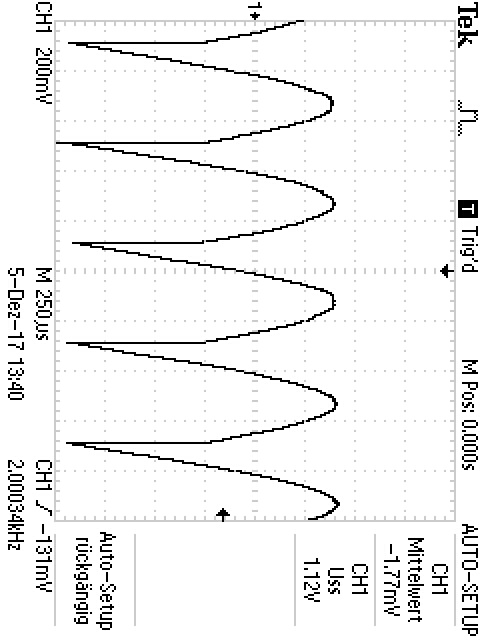 Tek
T Trig'd
M Pos: 0.000s
AUTO-SETUP
1
CH1
Mittelwert
-1.77mV
CH1
Uss
1.12V
Auto-Setup
rückgängig
CH1 200mV
M 250µs
CH1 / -131mV
5-Dez-17 13:40
2.00034kHz